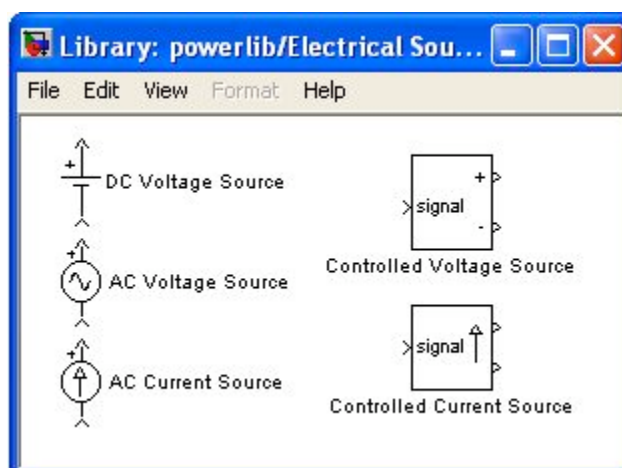 Library: powerlib/Electrical Sou...
File Edit View Format Help
+
DC Voltage Source
+
AC Voltage Source
+
AC Current Source
+
signal
-
Controlled Voltage Source
signal
Controlled Current Source